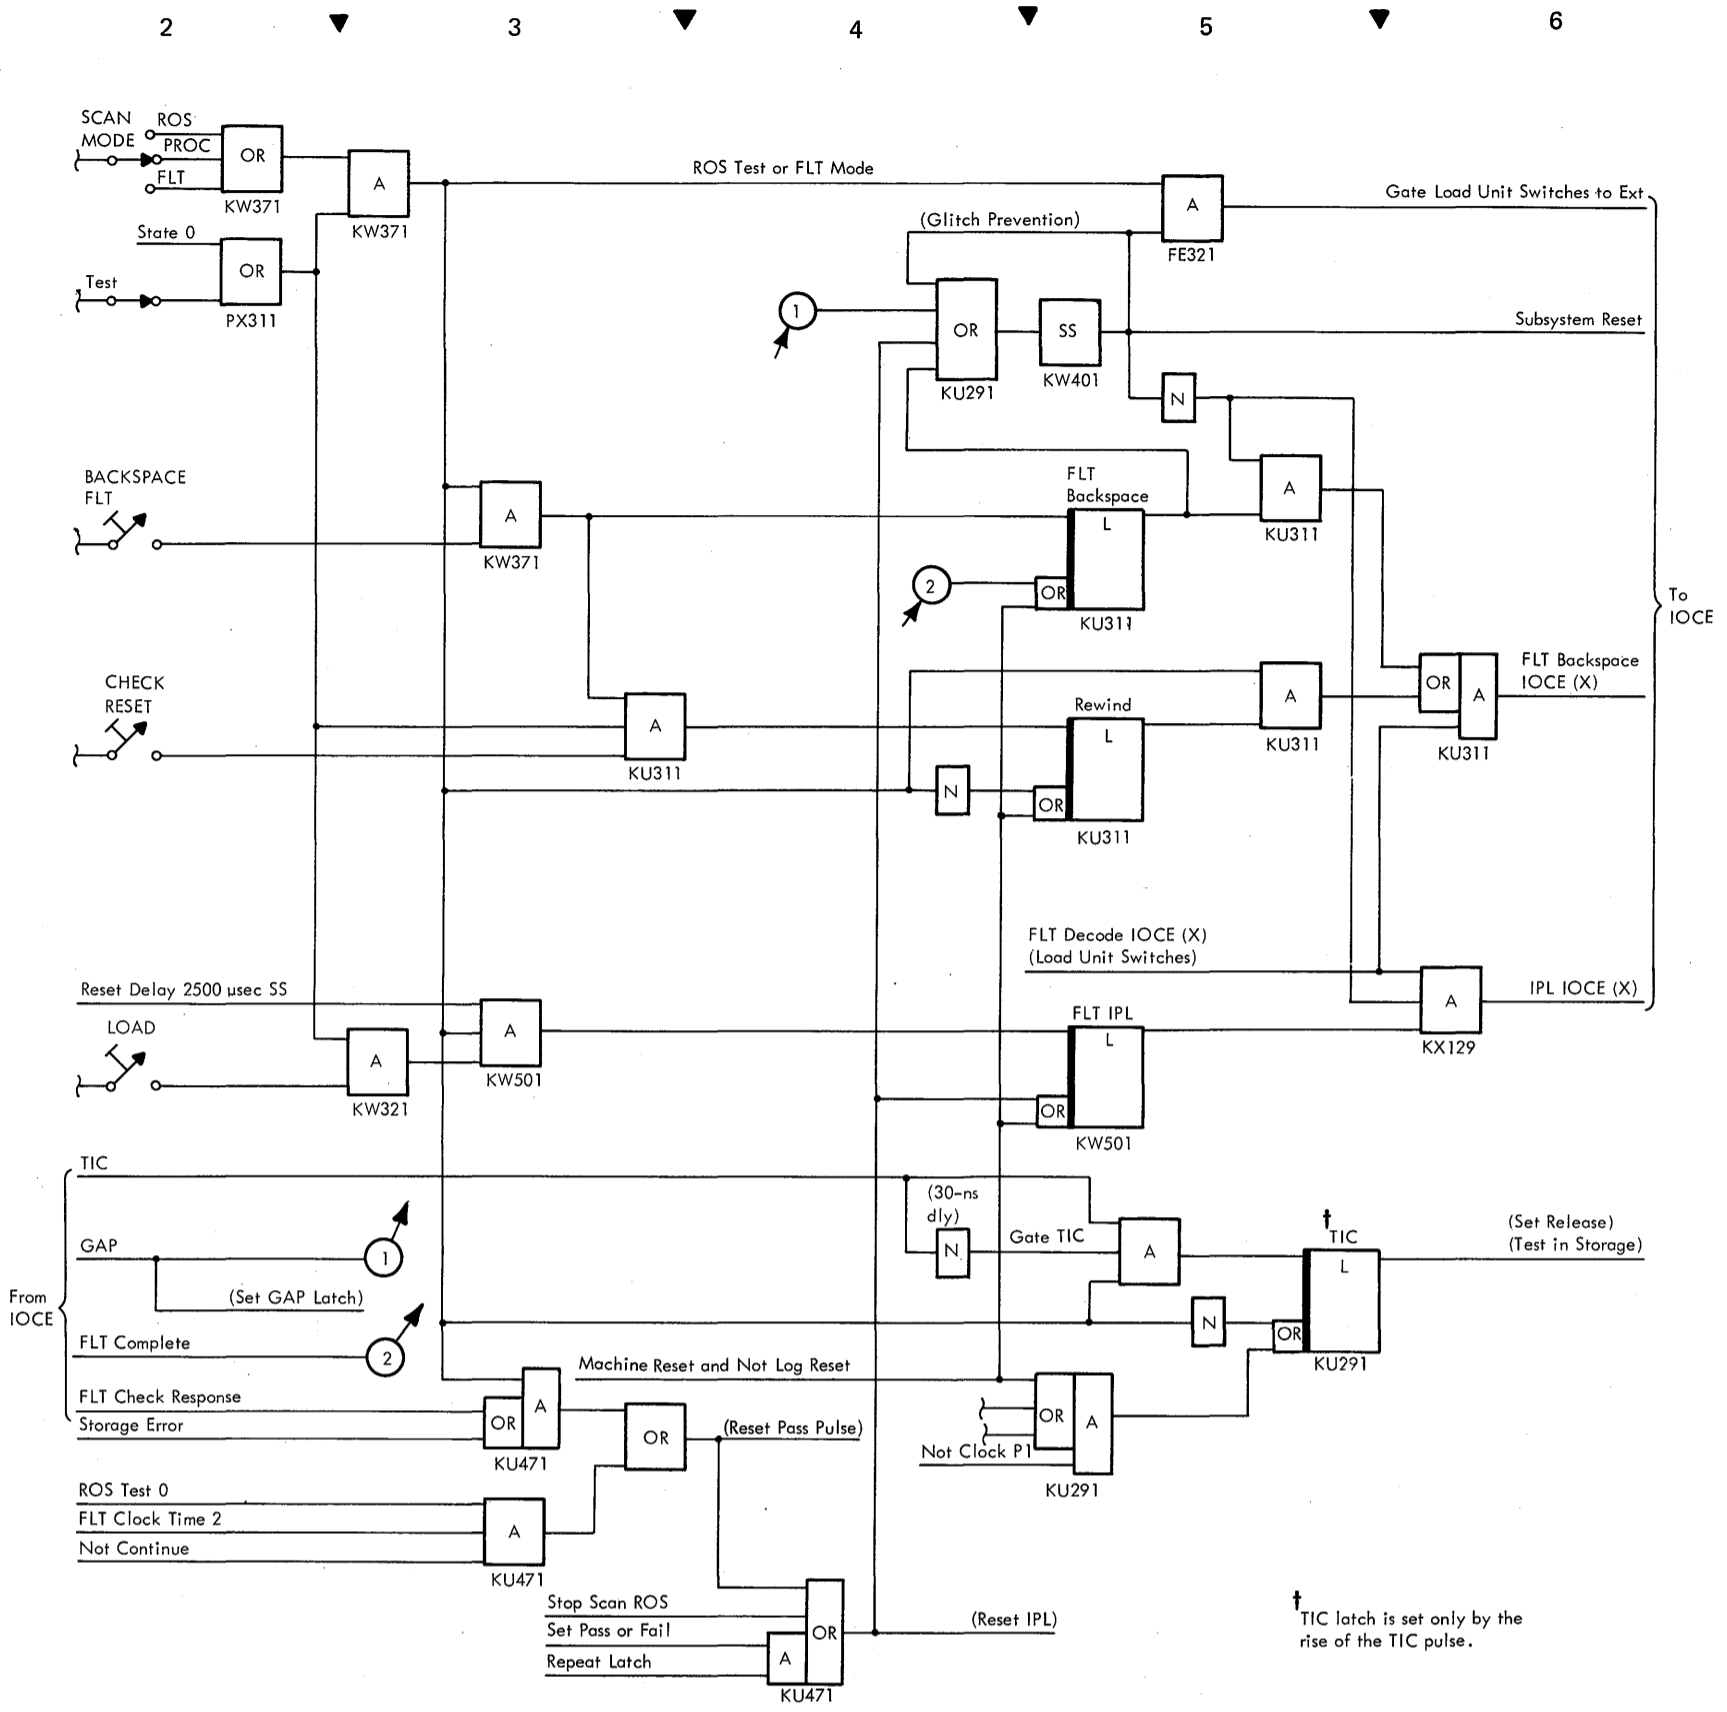 2 3 4 5 6
SCAN
MODE
ROS
PROC
FLT
OR
KW371
A
KW371
ROS Test or FLT Mode
A
FE321
Gate Load Unit Switches to Ext
State 0
Test
OR
PX311
(Glitch Prevention)
1
OR
KU291
SS
KW401
Subsystem Reset
N
BACKSPACE
FLT
A
KW371
FLT
Backspace
L
2
OR
KU311
A
KU311
To
IOCE
CHECK
RESET
A
KU311
Rewind
L
N
OR
KU311
A
KU311
OR
A
KU311
FLT Backspace
IOCE (X)
FLT Decode IOCE (X)
(Load Unit Switches)
Reset Delay 2500 µsec SS
LOAD
A
KW321
A
KW501
FLT IPL
L
OR
KW501
A
KX129
IPL IOCE (X)
From
IOCE
TIC
(30-ns
dly)
N
Gate TIC
A
†
TIC
L
N
OR
KU291
(Set Release)
(Test in Storage)
GAP
1
(Set GAP Latch)
FLT Complete
2
FLT Check Response
Storage Error
OR
A
KU471
Machine Reset and Not Log Reset
OR
A
Not Clock P1
KU291
OR
(Reset Pass Pulse)
ROS Test 0
FLT Clock Time 2
Not Continue
A
KU471
Stop Scan ROS
Set Pass or Fail
Repeat Latch
A
OR
KU471
(Reset IPL)
†
TIC latch is set only by the
rise of the TIC pulse.